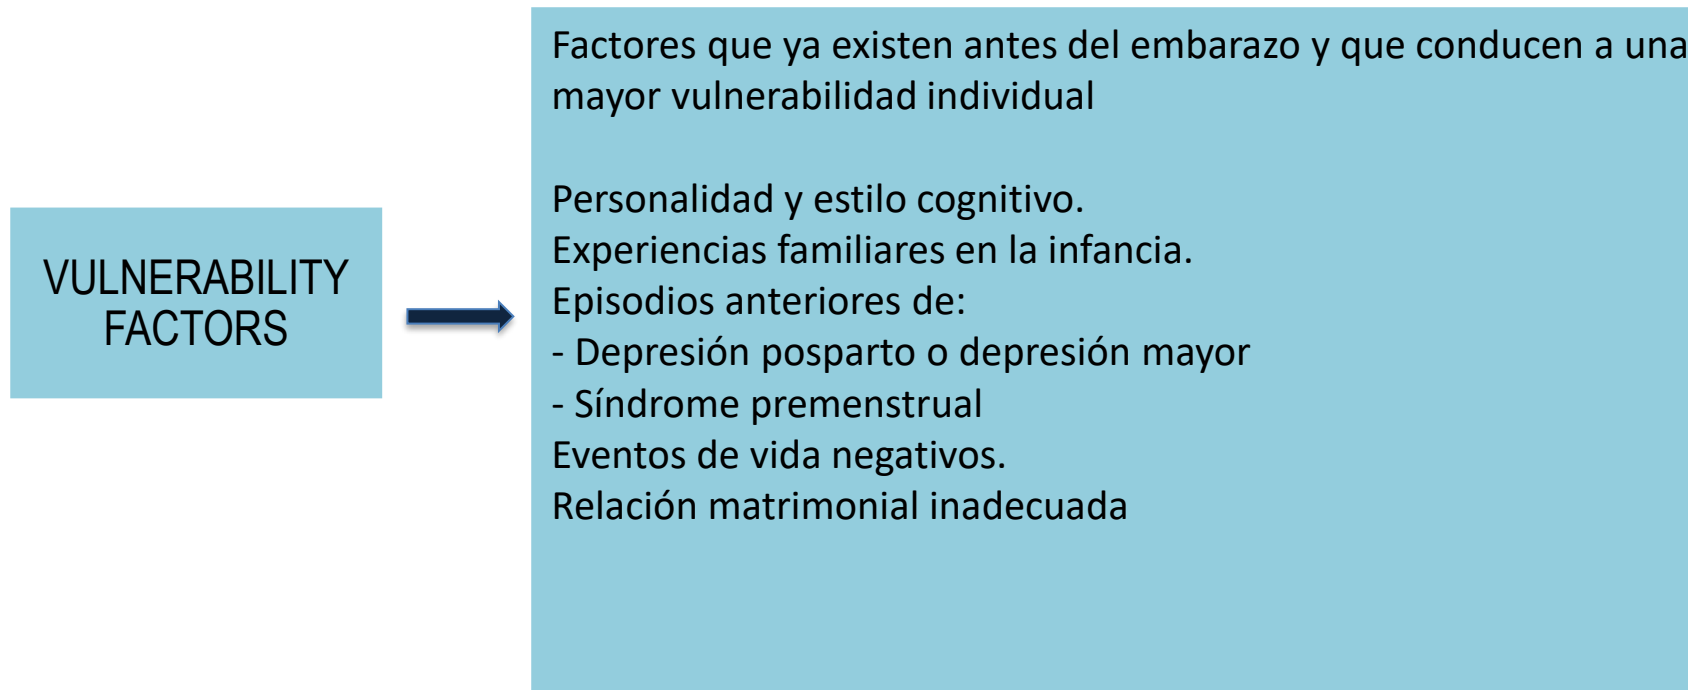 VULNERABILITY
FACTORS
Factores que ya existen antes del embarazo y que conducen a una
mayor vulnerabilidad individual
Personalidad y estilo cognitivo.
Experiencias familiares en la infancia.
Episodios anteriores de:
- Depresión posparto o depresión mayor
- Síndrome premenstrual
Eventos de vida negativos.
Relación matrimonial inadecuada